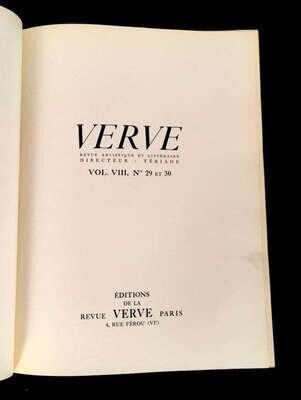 VERVE
REVUE ARTISTIQUE ET LITTÉRAIRE
DIRECTEUR : TÉRIADE
VOL. VIII, Nº 29 ET 30
ÉDITIONS
DE LA
REVUE VERVE PARIS
4, RUE FÉROU (VIᵉ)